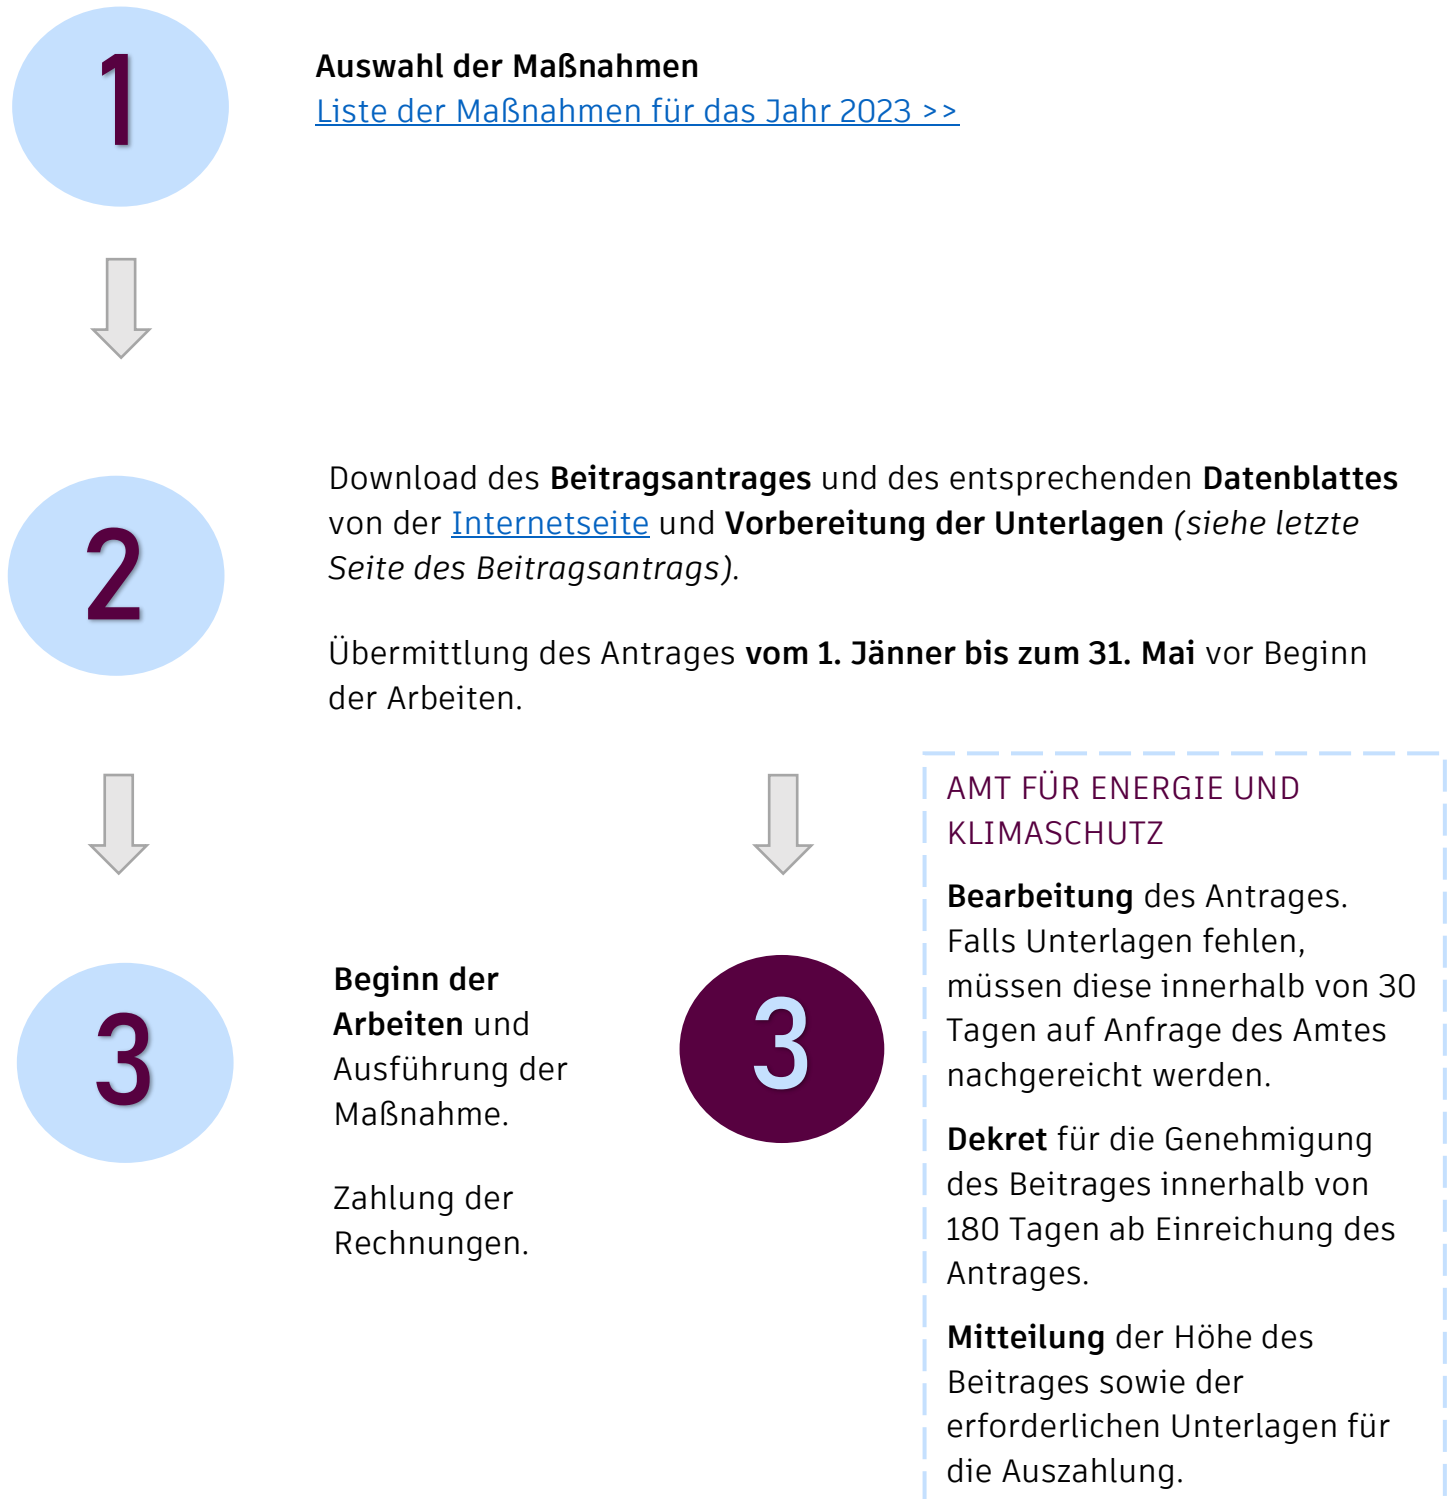 1
Auswahl der Maßnahmen
Liste der Maßnahmen für das Jahr 2023 >>
2
Download des Beitragsantrages und des entsprechenden Datenblattes
von der Internetseite und Vorbereitung der Unterlagen (siehe letzte
Seite des Beitragsantrags).
Übermittlung des Antrages vom 1. Jänner bis zum 31. Mai vor Beginn
der Arbeiten.
3
Beginn der
Arbeiten und
Ausführung der
Maßnahme.
Zahlung der
Rechnungen.
3
AMT FÜR ENERGIE UND
KLIMASCHUTZ
Bearbeitung des Antrages.
Falls Unterlagen fehlen,
müssen diese innerhalb von 30
Tagen auf Anfrage des Amtes
nachgereicht werden.
Dekret für die Genehmigung
des Beitrages innerhalb von
180 Tagen ab Einreichung des
Antrages.
Mitteilung der Höhe des
Beitrages sowie der
erforderlichen Unterlagen für
die Auszahlung.